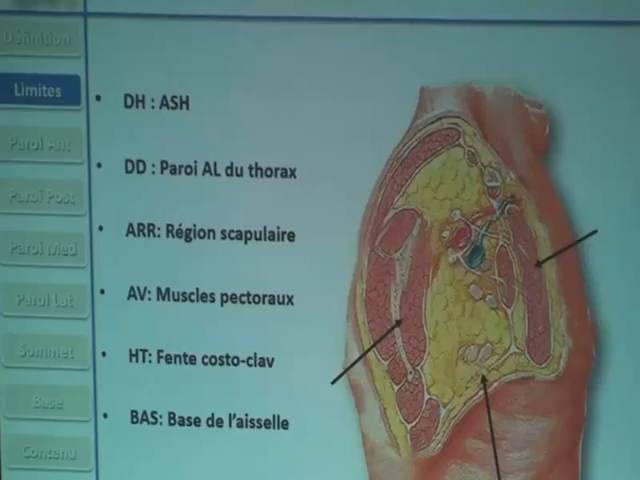 Définition
Limites
Paroi Ant
Paroi Post
Paroi Med
Paroi Lat
Sommet
Base
Contenu
• DH : ASH
• DD : Paroi AL du thorax
• ARR: Région scapulaire
• AV: Muscles pectoraux
• HT: Fente costo-clav
• BAS: Base de l'aisselle